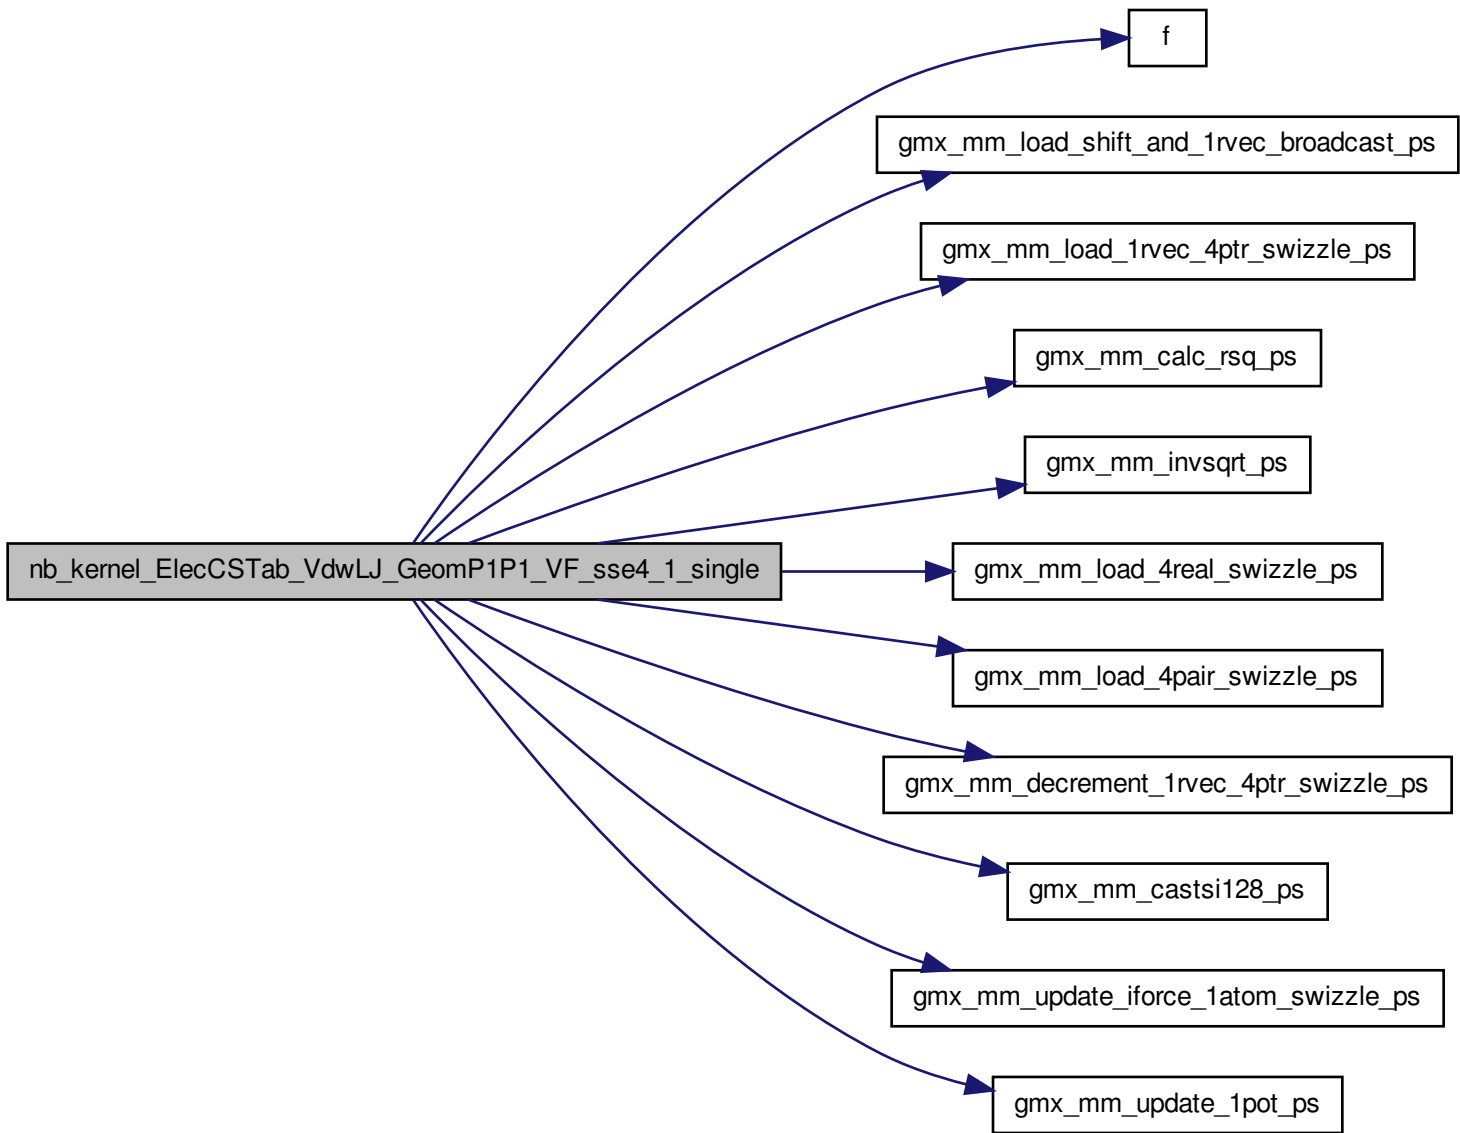 f
gmx_mm_load_shift_and_1rvec_broadcast_ps
gmx_mm_load_1rvec_4ptr_swizzle_ps
gmx_mm_calc_rsq_ps
gmx_mm_invsqrt_ps
nb_kernel_ElecCSTab_VdwLJ_GeomP1P1_VF_sse4_1_single
gmx_mm_load_4real_swizzle_ps
gmx_mm_load_4pair_swizzle_ps
gmx_mm_decrement_1rvec_4ptr_swizzle_ps
gmx_mm_castsi128_ps
gmx_mm_update_iforce_1atom_swizzle_ps
gmx_mm_update_1pot_ps